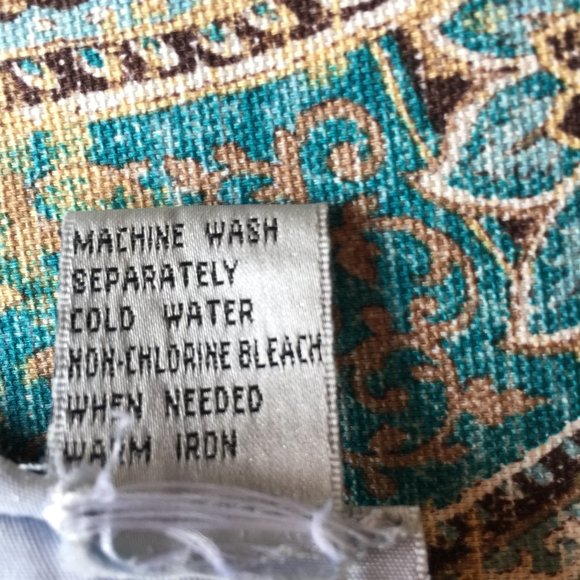 MACHINE WASH
SEPARATELY
COLD WATER
NON-CHLORINE BLEACH
WHEN NEEDED
WARM IRON